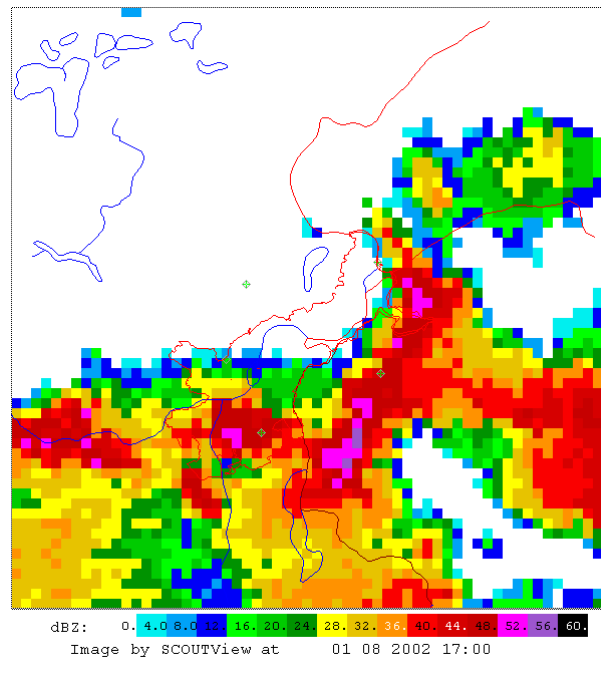 dBZ: 0. 4.0 8.0 12. 16. 20. 24. 28. 32. 36. 40. 44. 48. 52. 56. 60.
Image by SCOUTView at 01 08 2002 17:00